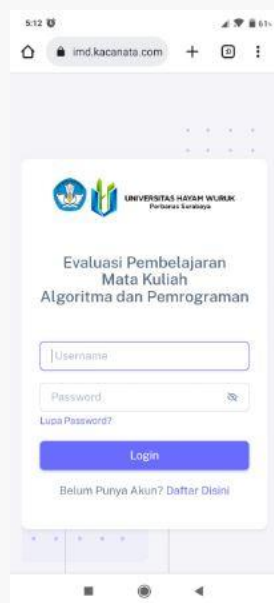 5:12
61%
imd.kacanata.com
UNIVERSITAS HAYAM WURUK
Perbanas Surabaya
Evaluasi Pembelajaran
Mata Kuliah
Algoritma dan Pemrograman
Username
Password
Lupa Password?
Login
Belum Punya Akun? Daftar Disini